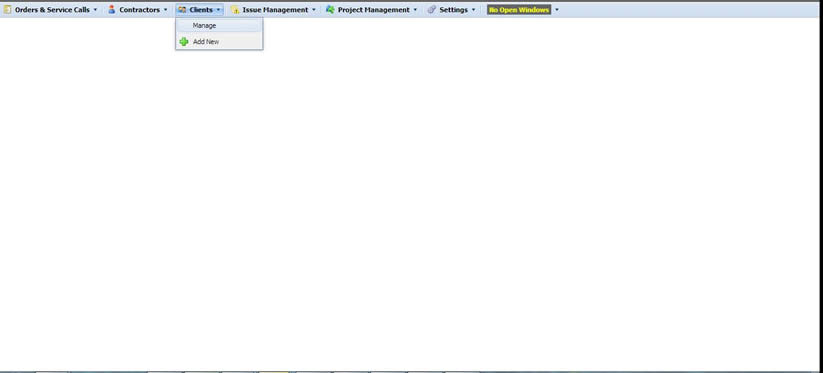 Orders & Service Calls Contractors Clients Issue Management Project Management Settings No Open Windows
Manage
Add New